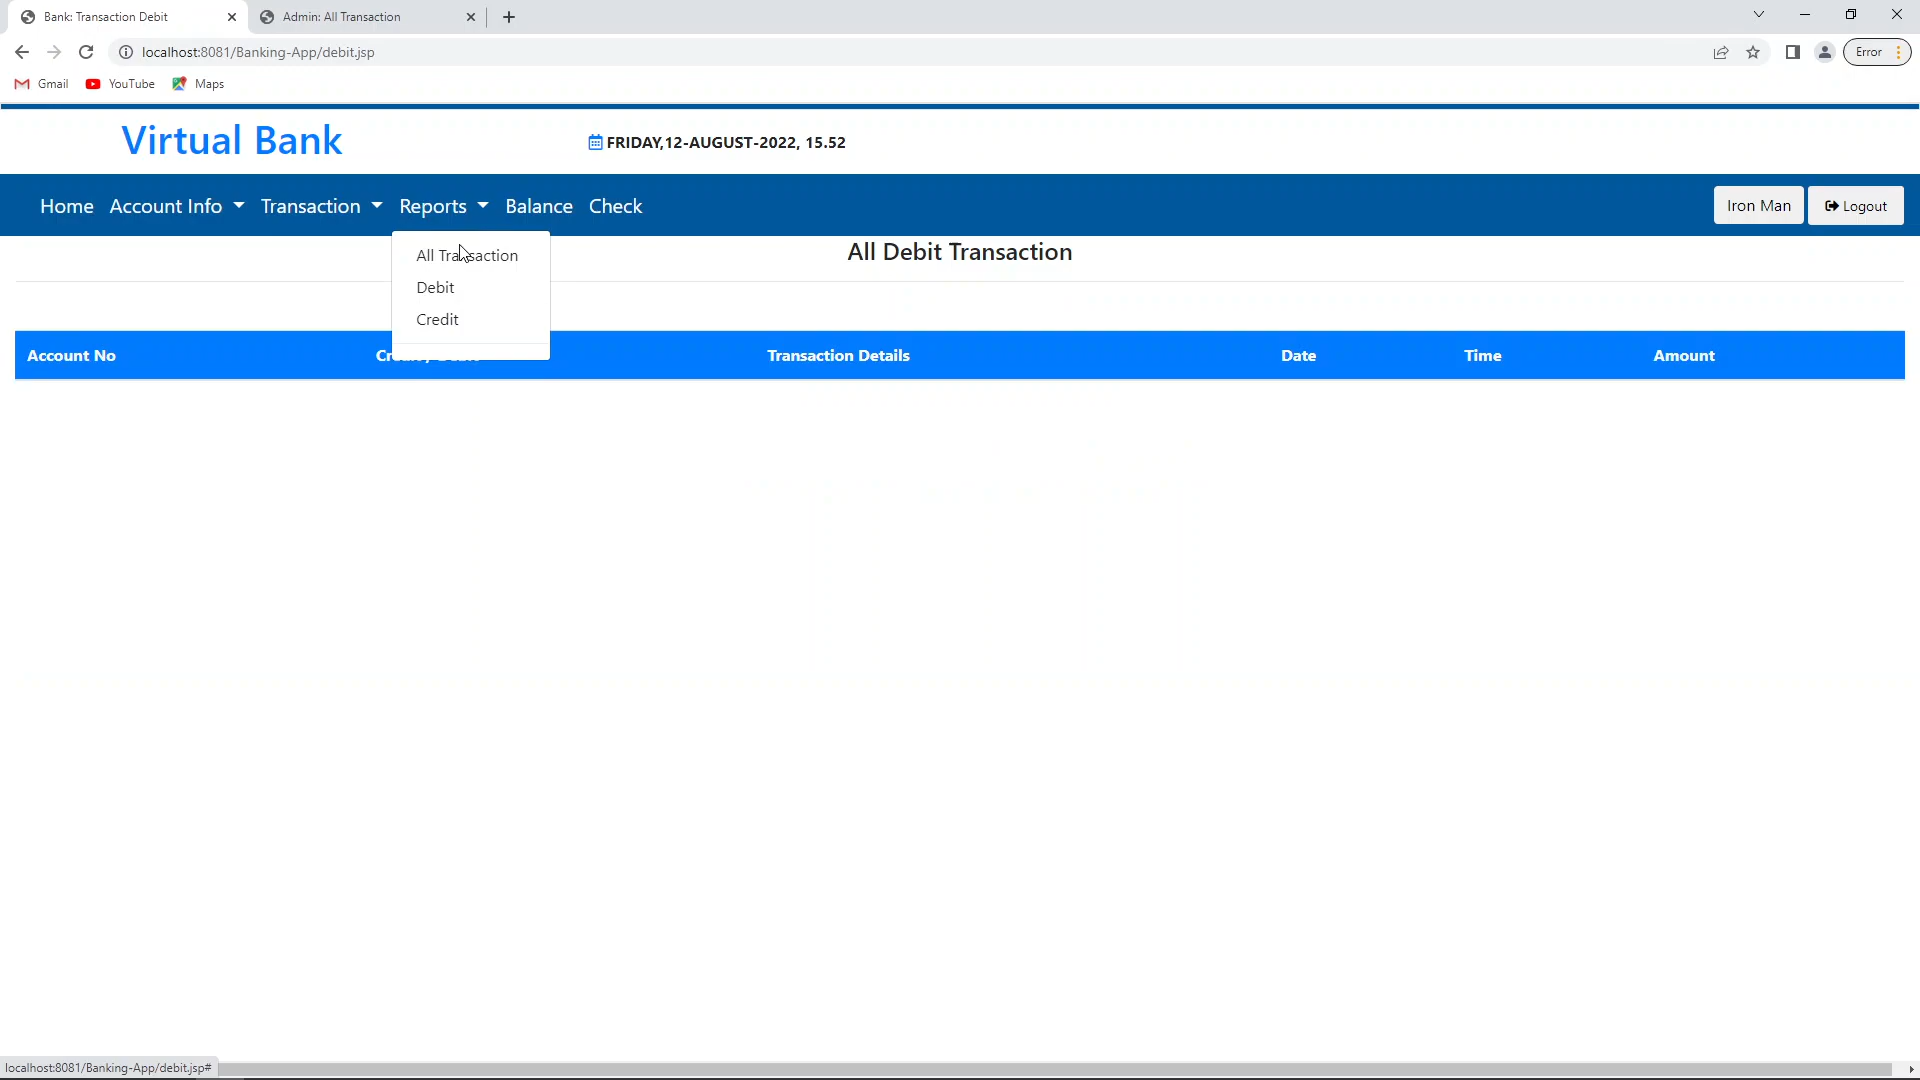 Bank: Transaction Debit
Admin: All Transaction
localhost:8081/Banking-App/debit.jsp
Error
Gmail
YouTube
Maps
Virtual Bank
FRIDAY,12-AUGUST-2022, 15.52
Home Account Info Transaction Reports Balance Check
Iron Man
Logout
All Transaction
Debit
Credit
All Debit Transaction
Account No
Transaction Details
Date
Time
Amount
localhost:8081/Banking-App/debit.jsp#